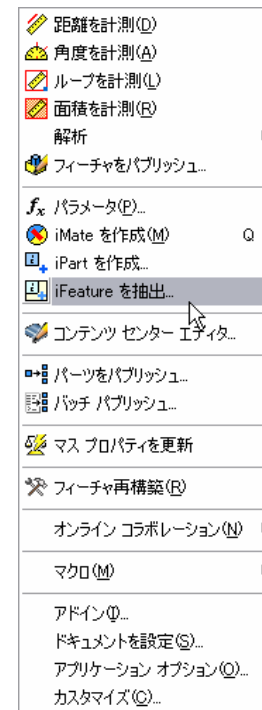 距離を計測(D)
角度を計測(A)
ループを計測(L)
面積を計測(R)
解析
フィーチャをパブリッシュ...
fx パラメータ(P)...
iMate を作成(M) Q
iPart を作成...
iFeature を抽出...
コンテンツ センター エディタ...
パーツをパブリッシュ...
バッチ パブリッシュ...
マス プロパティを更新
フィーチャ再構築(R)
オンライン コラボレーション(N)
マクロ(M)
アドイン(I)...
ドキュメントを設定(S)...
アプリケーション オプション(O)...
カスタマイズ(C)...